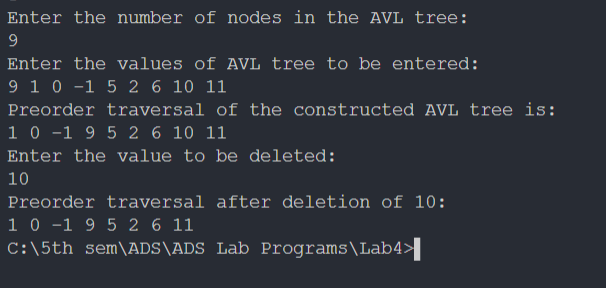 Enter the number of nodes in the AVL tree:
9
Enter the values of AVL tree to be entered:
9 1 0 -1 5 2 6 10 11
Preorder traversal of the constructed AVL tree is:
1 0 -1 9 5 2 6 10 11
Enter the value to be deleted:
10
Preorder traversal after deletion of 10:
1 0 -1 9 5 2 6 11
C:\5th sem\ADS\ADS Lab Programs\Lab4>